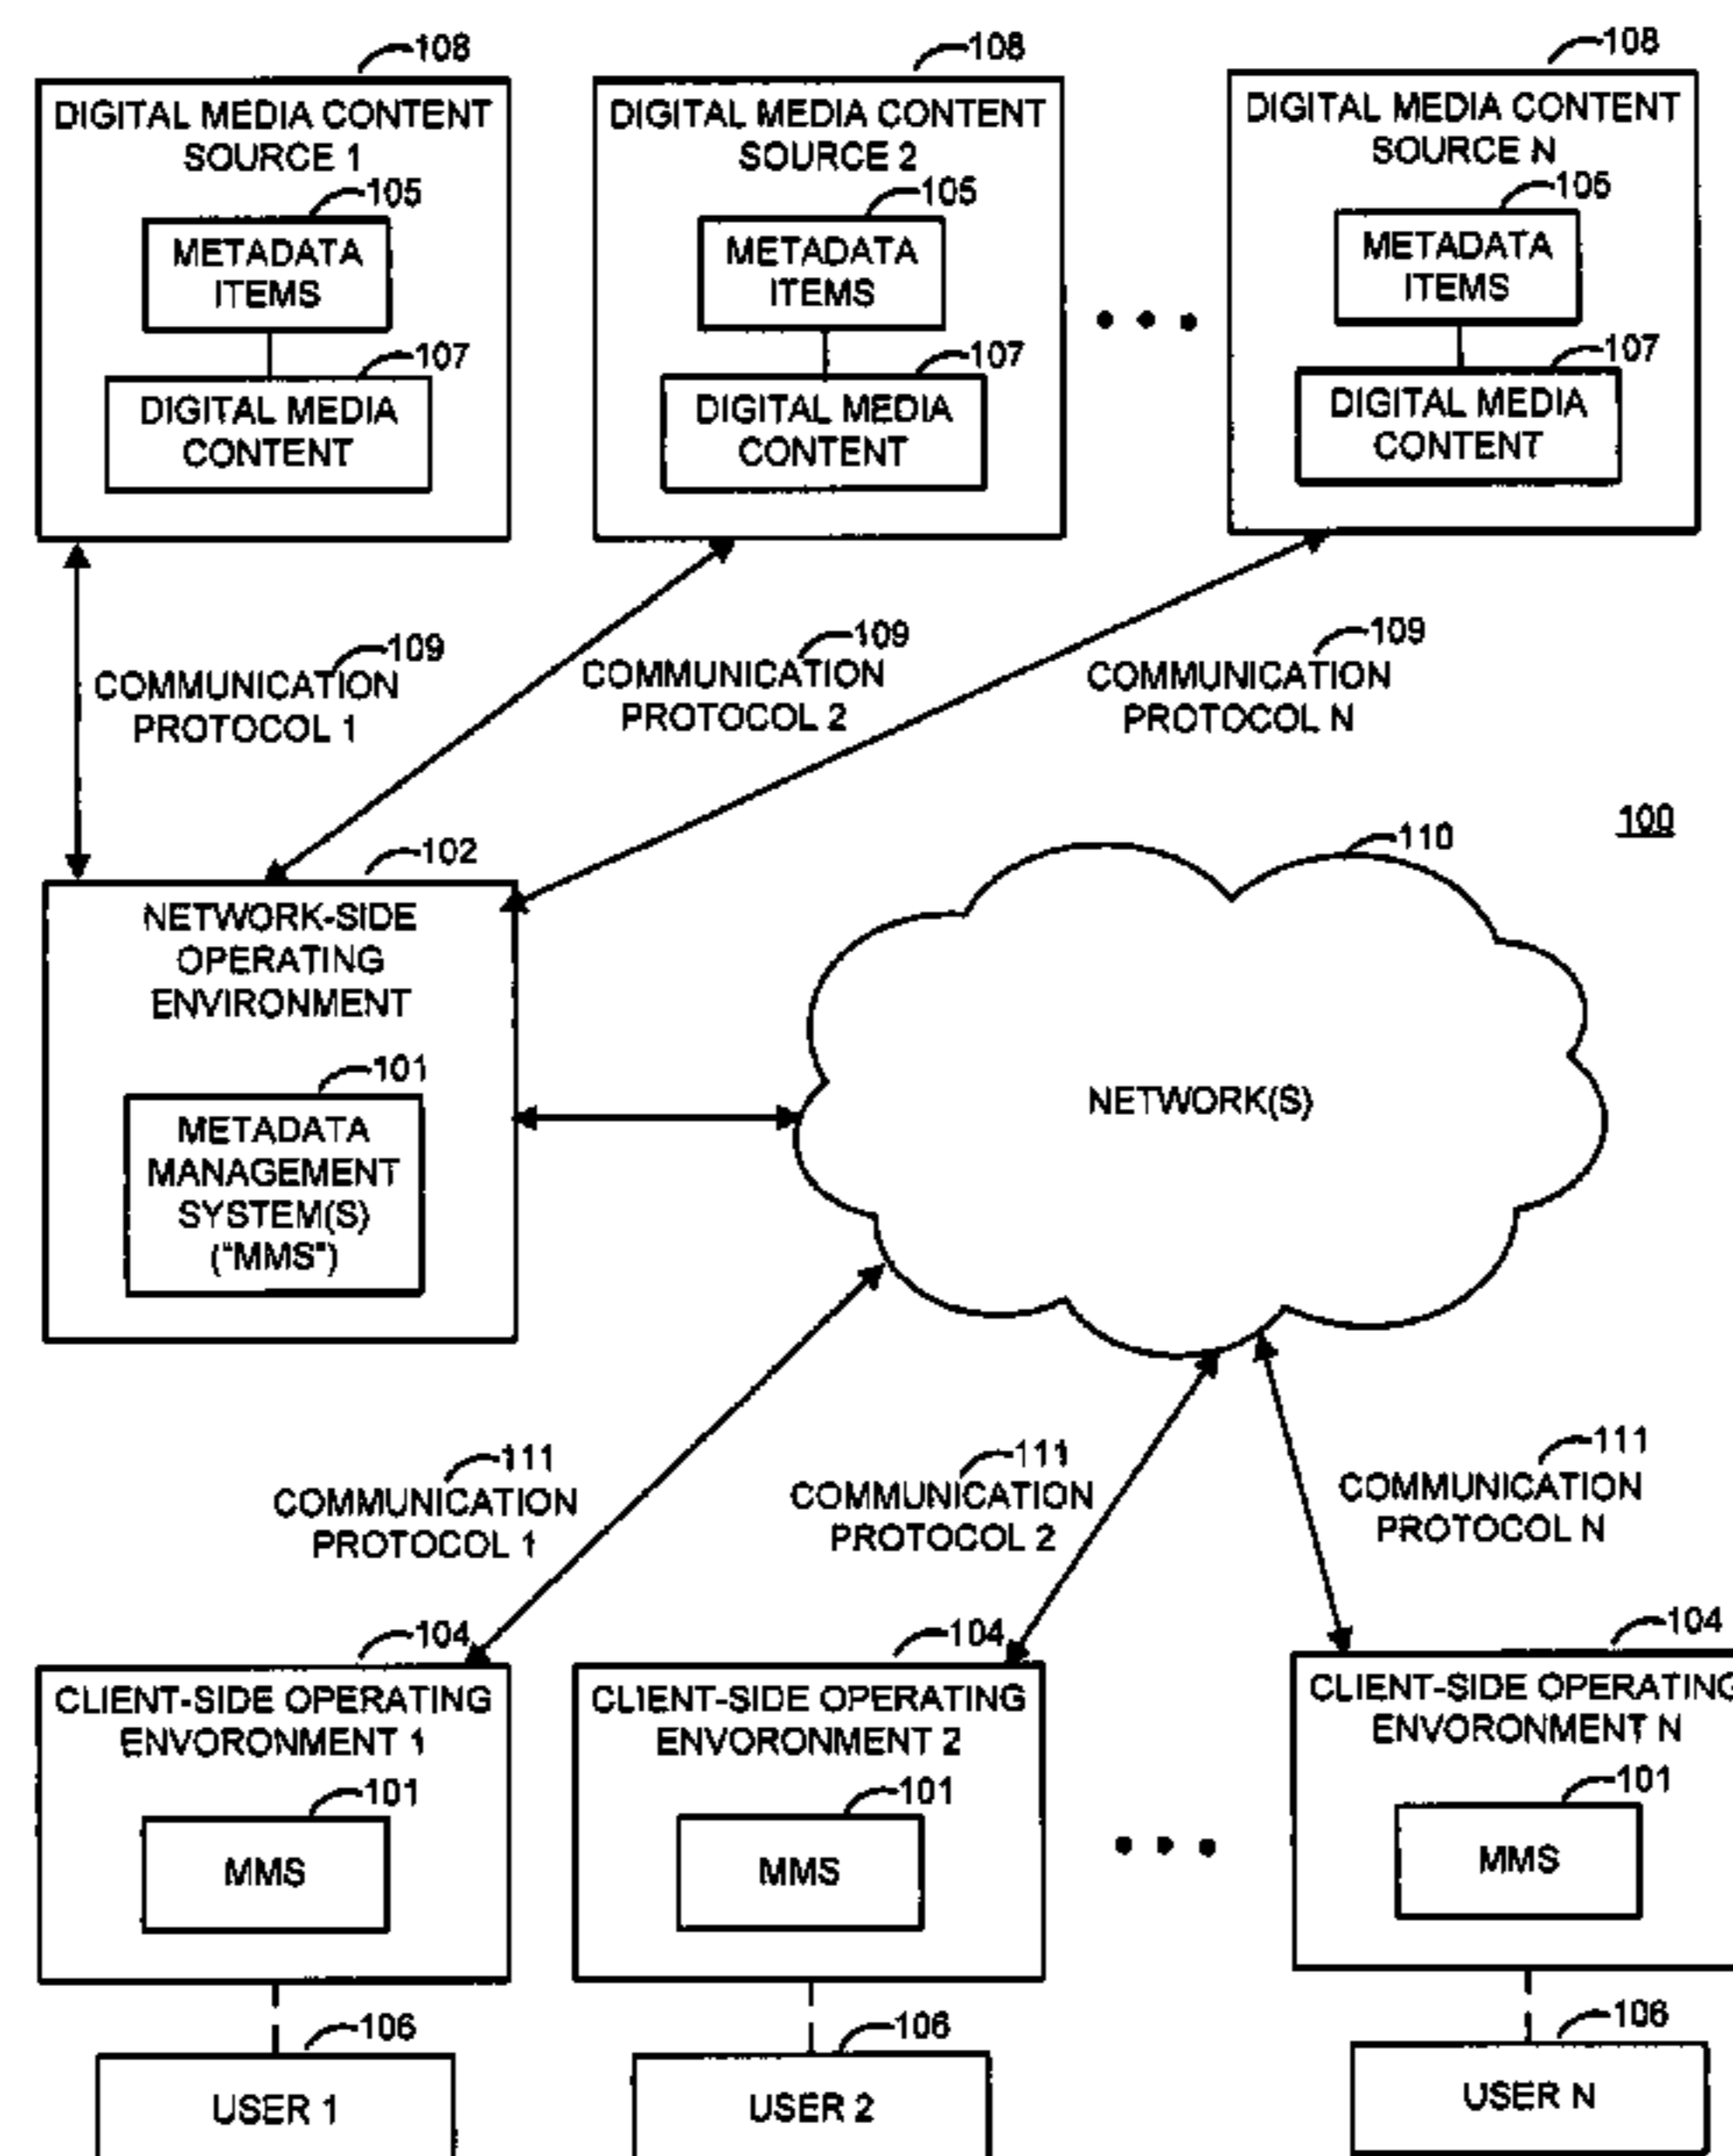 108
DIGITAL MEDIA CONTENT
SOURCE 1
105
METADATA
ITEMS
107
DIGITAL MEDIA
CONTENT
108
DIGITAL MEDIA CONTENT
SOURCE 2
105
METADATA
ITEMS
107
DIGITAL MEDIA
CONTENT
108
DIGITAL MEDIA CONTENT
SOURCE N
105
METADATA
ITEMS
107
DIGITAL MEDIA
CONTENT
109
COMMUNICATION
PROTOCOL 1
109
COMMUNICATION
PROTOCOL 2
109
COMMUNICATION
PROTOCOL N
100
102
NETWORK-SIDE
OPERATING
ENVIRONMENT
101
METADATA
MANAGEMENT
SYSTEM(S)
("MMS")
110
NETWORK(S)
111
COMMUNICATION
PROTOCOL 1
111
COMMUNICATION
PROTOCOL 2
111
COMMUNICATION
PROTOCOL N
104
CLIENT-SIDE OPERATING
ENVORONMENT 1
101
MMS
106
USER 1
104
CLIENT-SIDE OPERATING
ENVORONMENT 2
101
MMS
106
USER 2
104
CLIENT-SIDE OPERATING
ENVORONMENT N
101
MMS
106
USER N